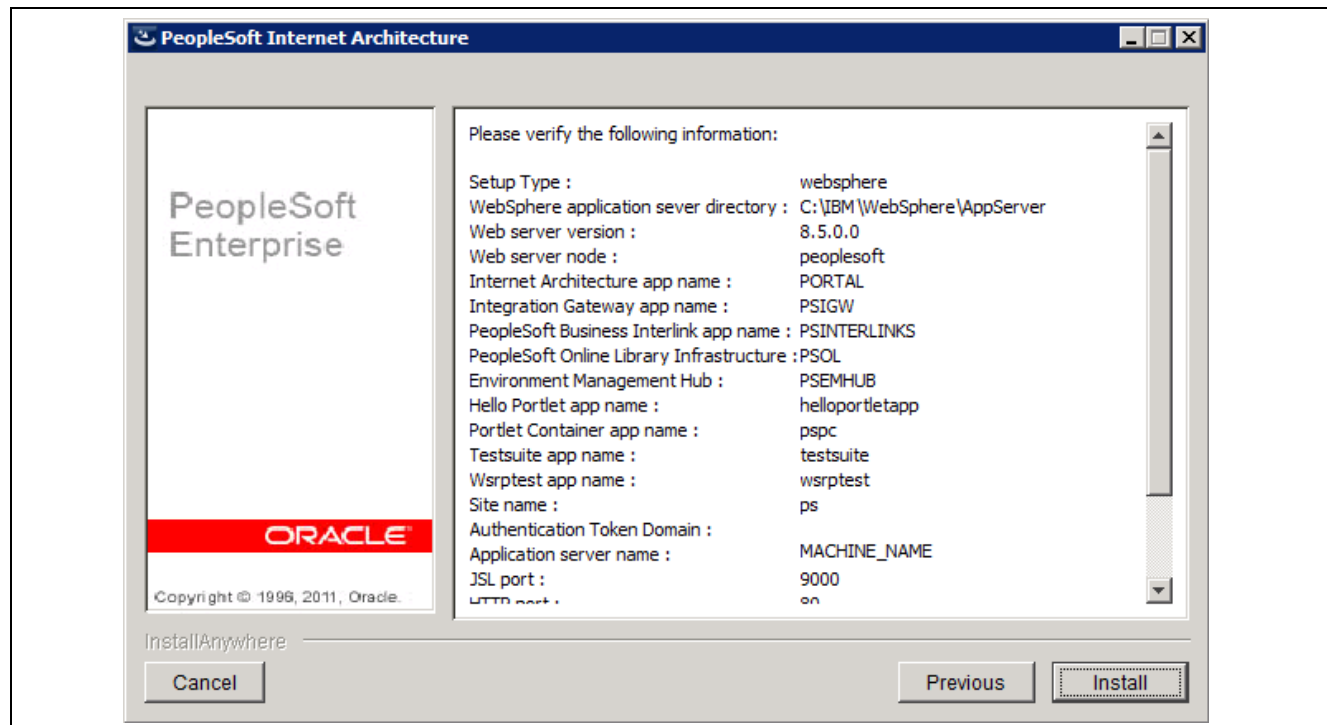 PeopleSoft Internet Architecture
PeopleSoft
Enterprise
ORACLE
Copyright © 1996, 2011, Oracle.
Please verify the following information:
Setup Type : websphere
WebSphere application sever directory : C:\IBM\WebSphere\AppServer
Web server version : 8.5.0.0
Web server node : peoplesoft
Internet Architecture app name : PORTAL
Integration Gateway app name : PSIGW
PeopleSoft Business Interlink app name : PSINTERLINKS
PeopleSoft Online Library Infrastructure :PSOL
Environment Management Hub : PSEMHUB
Hello Portlet app name : helloportletapp
Portlet Container app name : pspc
Testsuite app name : testsuite
Wsrptest app name : wsrptest
Site name : ps
Authentication Token Domain :
Application server name : MACHINE_NAME
JSL port : 9000
HTTP port : 80
InstallAnywhere
Cancel
Previous
Install